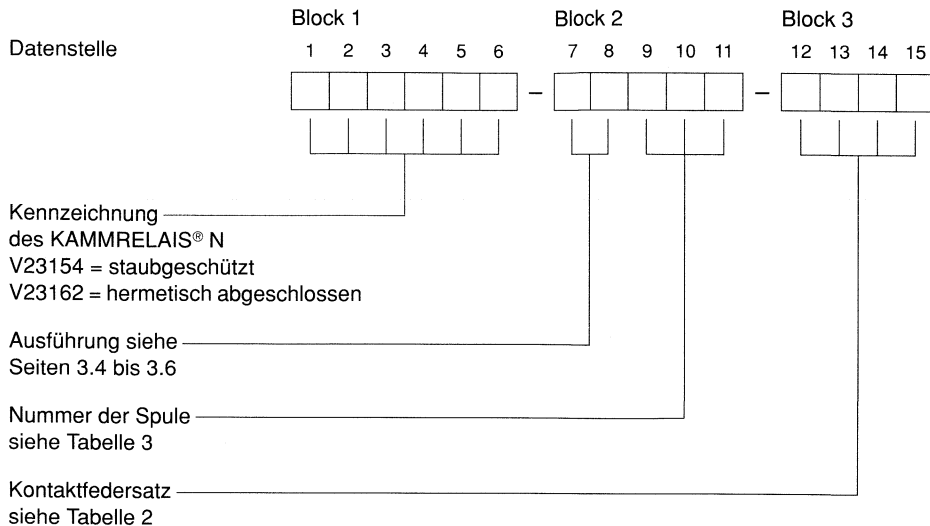 Block 1 Block 2 Block 3
Datenstelle 1 2 3 4 5 6 7 8 9 10 11 12 13 14 15
– –
Kennzeichnung
des KAMMRELAIS® N
V23154 = staubgeschützt
V23162 = hermetisch abgeschlossen
Ausführung siehe
Seiten 3.4 bis 3.6
Nummer der Spule
siehe Tabelle 3
Kontaktfedersatz
siehe Tabelle 2